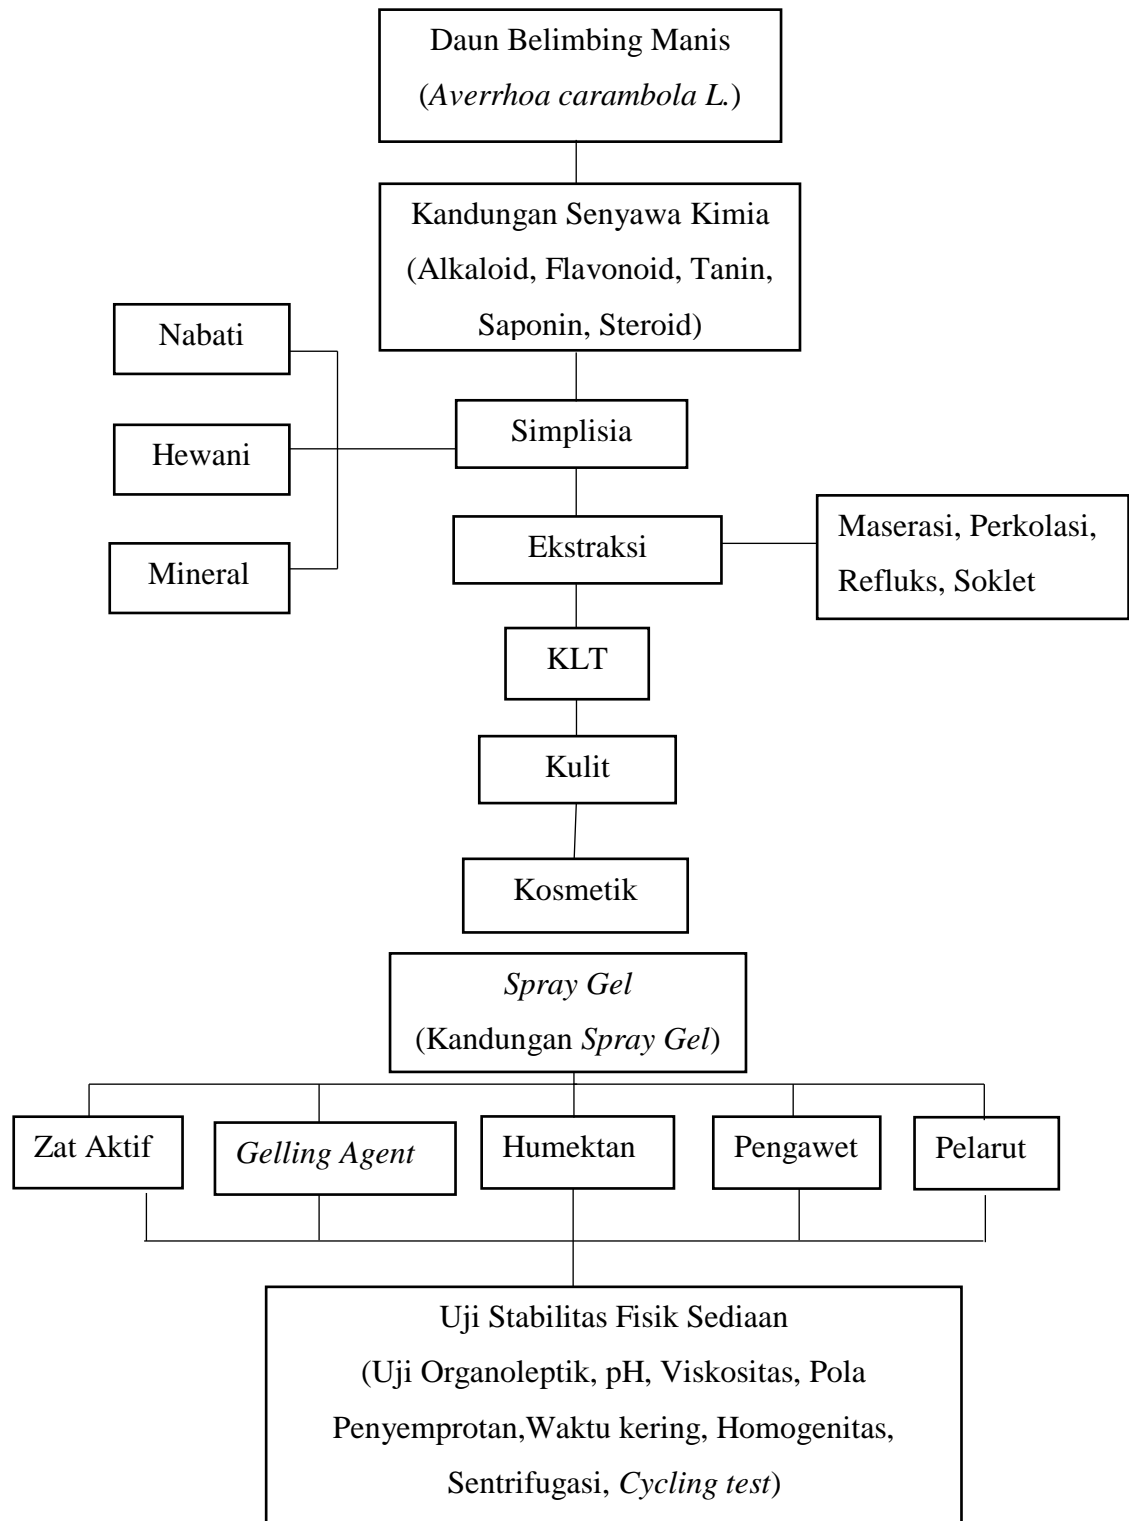 Daun Belimbing Manis
(Averrhoa carambola L.)
Kandungan Senyawa Kimia
(Alkaloid, Flavonoid, Tanin,
Saponin, Steroid)
Nabati
Simplisia
Hewani
Ekstraksi
Maserasi, Perkolasi,
Refluks, Soklet
Mineral
KLT
Kulit
Kosmetik
Spray Gel
(Kandungan Spray Gel)
Zat Aktif
Gelling Agent
Humektan
Pengawet
Pelarut
Uji Stabilitas Fisik Sediaan
(Uji Organoleptik, pH, Viskositas, Pola
Penyemprotan,Waktu kering, Homogenitas,
Sentrifugasi, Cycling test)